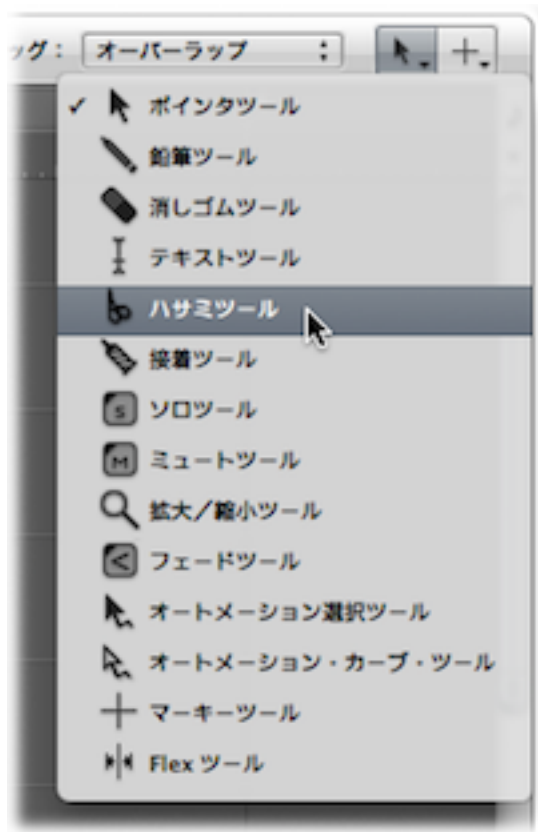 ッグ： オーバーラップ
ポインタツール
鉛筆ツール
消しゴムツール
テキストツール
ハサミツール
接着ツール
S ソロツール
M ミュートツール
拡大／縮小ツール
フェードツール
オートメーション選択ツール
オートメーション・カーブ・ツール
マーキーツール
Flex ツール